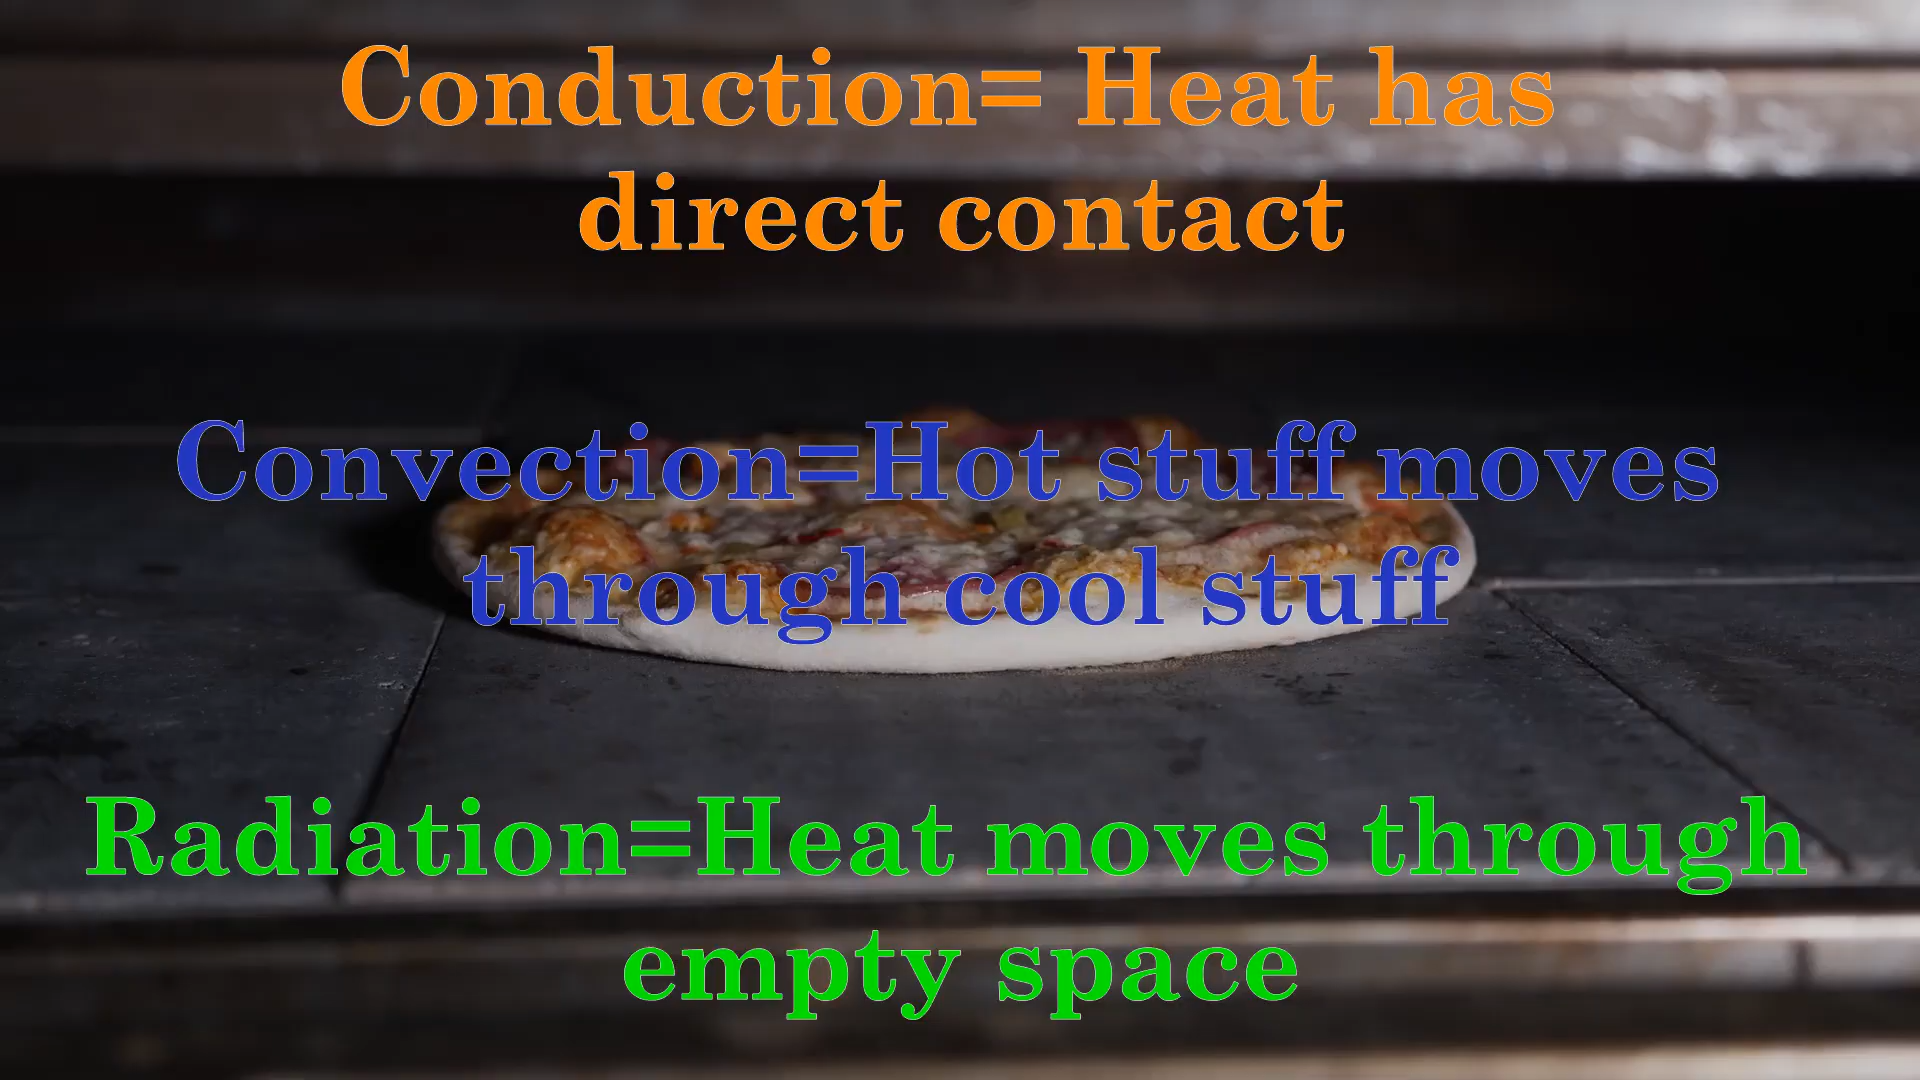 Conduction= Heat has
direct contact
Convection=Hot stuff moves
through cool stuff
Radiation=Heat moves through
empty space